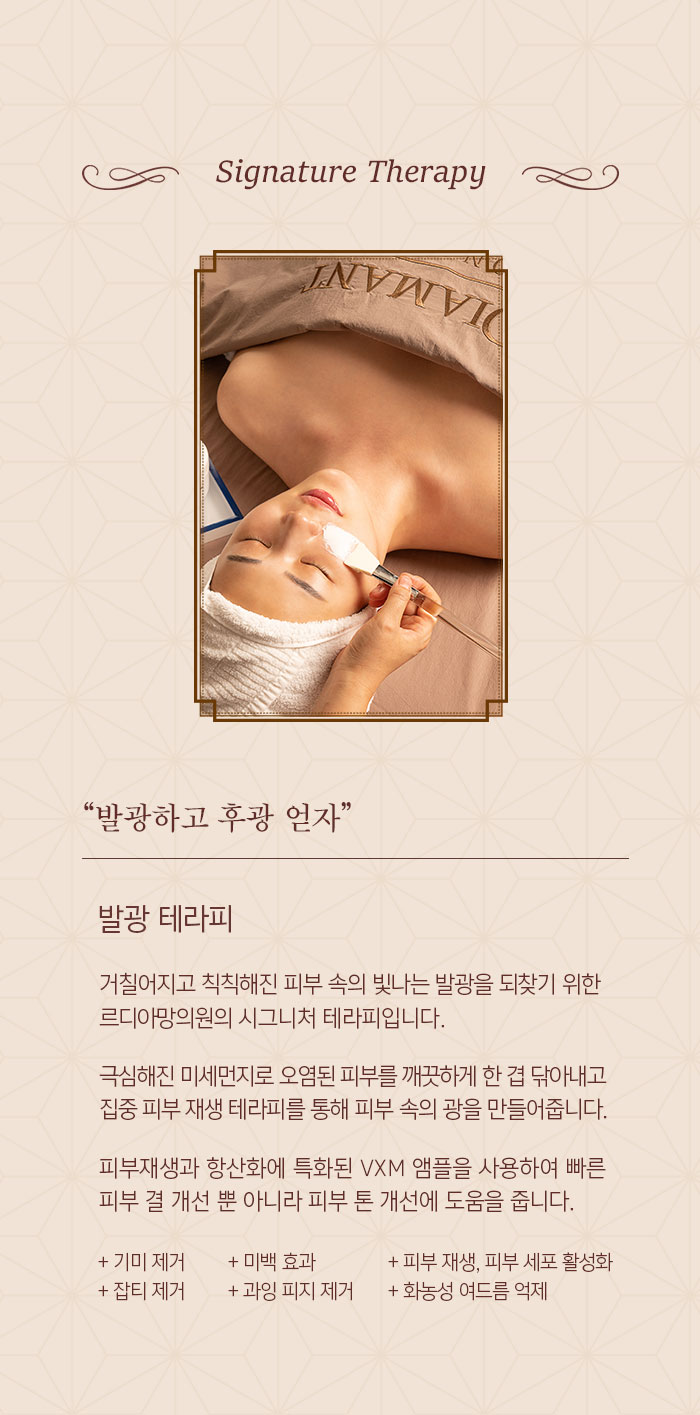 Signature Therapy
DIAMANT
“발광하고 후광 얻자”
발광 테라피
거칠어지고 칙칙해진 피부 속의 빛나는 발광을 되찾기 위한
르디아망의원의 시그니처 테라피입니다.
극심해진 미세먼지로 오염된 피부를 깨끗하게 한 겹 닦아내고
집중 피부 재생 테라피를 통해 피부 속의 광을 만들어줍니다.
피부재생과 항산화에 특화된 VXM 앰플을 사용하여 빠른
피부 결 개선 뿐 아니라 피부 톤 개선에 도움을 줍니다.
+ 기미 제거 + 미백 효과 + 피부 재생, 피부 세포 활성화
+ 잡티 제거 + 과잉 피지 제거 + 화농성 여드름 억제